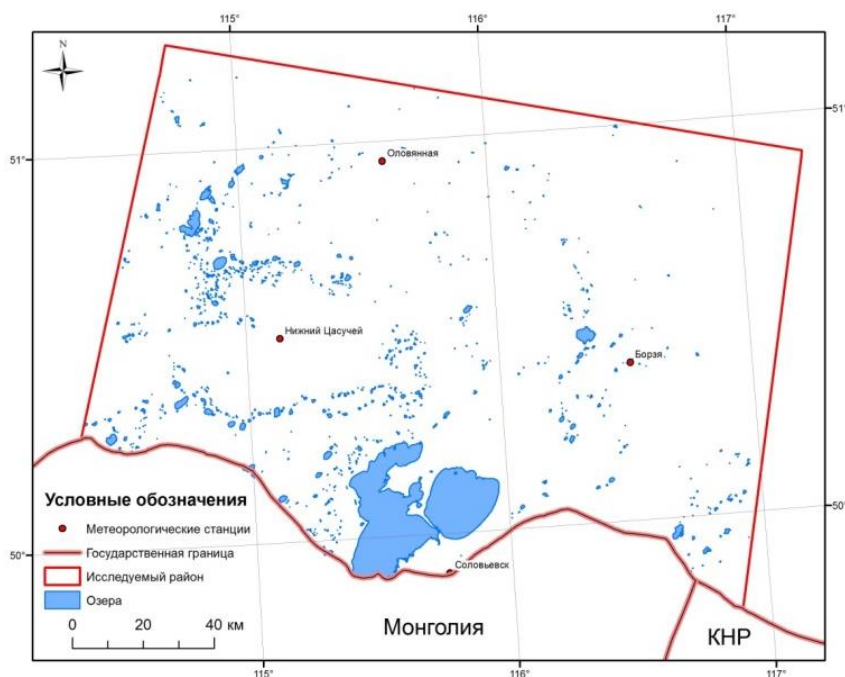 115°
116°
117°
N
51°
51°
Оловянная
Нижний Цасучей
Борзя
Условные обозначения
Метеорологические станции
Государственная граница
Исследуемый район
Озера
0 20 40 км
50°
50°
Соловьевск
Монголия
КНР
115°
116°
117°